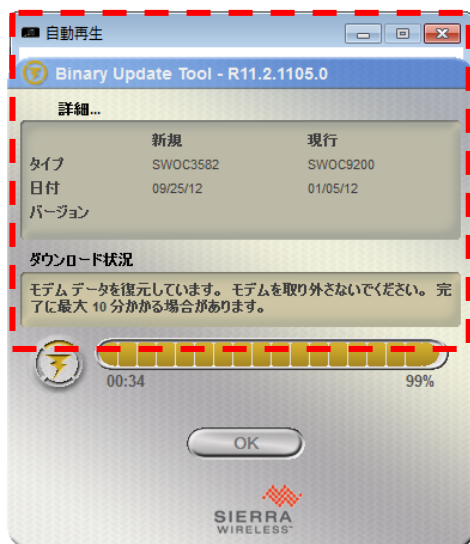 自動再生
Binary Update Tool - R11.2.1105.0
詳細...
新規 現行
タイプ SWOC3582 SWOC9200
日付 09/25/12 01/05/12
バージョン
ダウンロード状況
モデム データを復元しています。 モデムを取り外さないでください。 完
了に最大 10 分かかる場合があります。
00:34 99%
OK
SIERRA
WIRELESS™